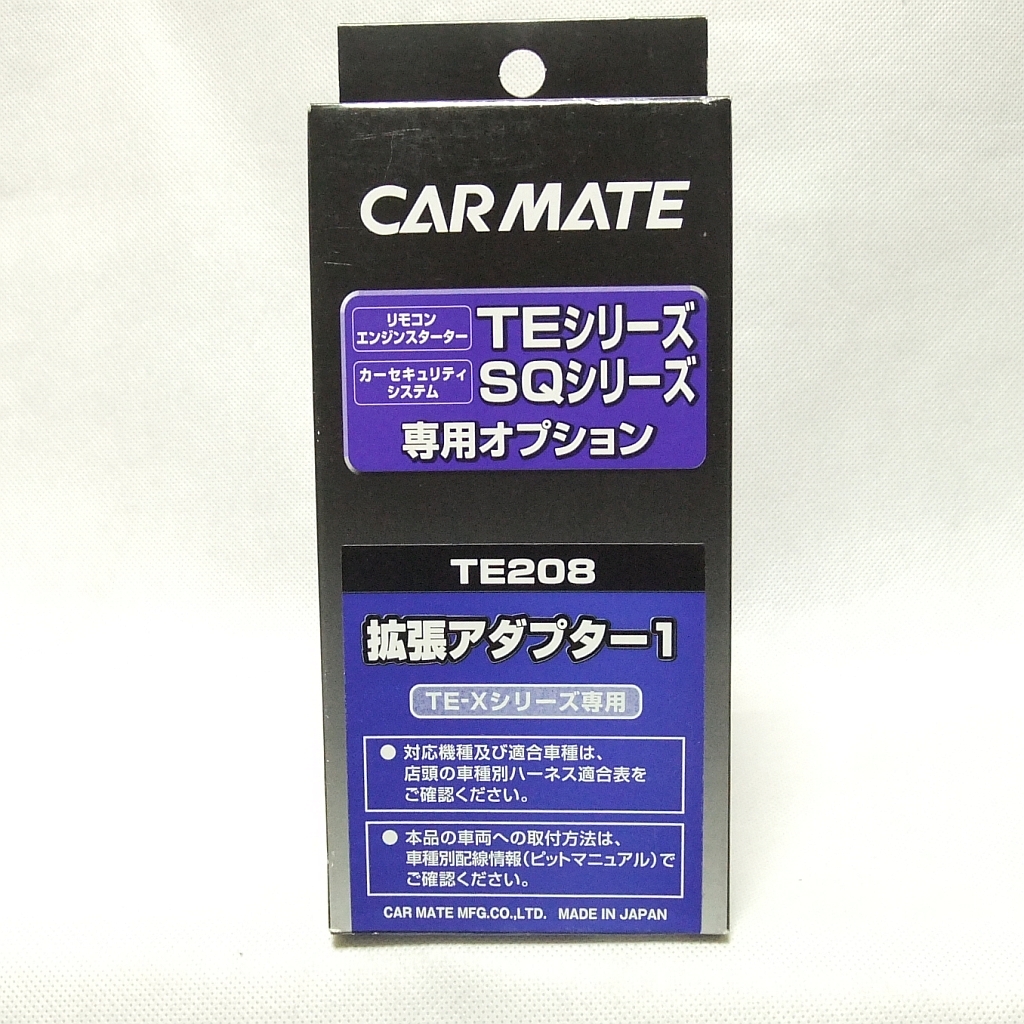 CAR MATE
リモコン
エンジンスターター
TEシリーズ
カーセキュリティ
システム
SQシリーズ
専用オプション
TE208
拡張アダプター1
TE-Xシリーズ専用
● 対応機種及び適合車種は、
店頭の車種別ハーネス適合表を
ご確認ください。
● 本品の車両への取付方法は、
車種別配線情報(ピットマニュアル)で
ご確認ください。
CAR MATE MFG.CO.,LTD. MADE IN JAPAN